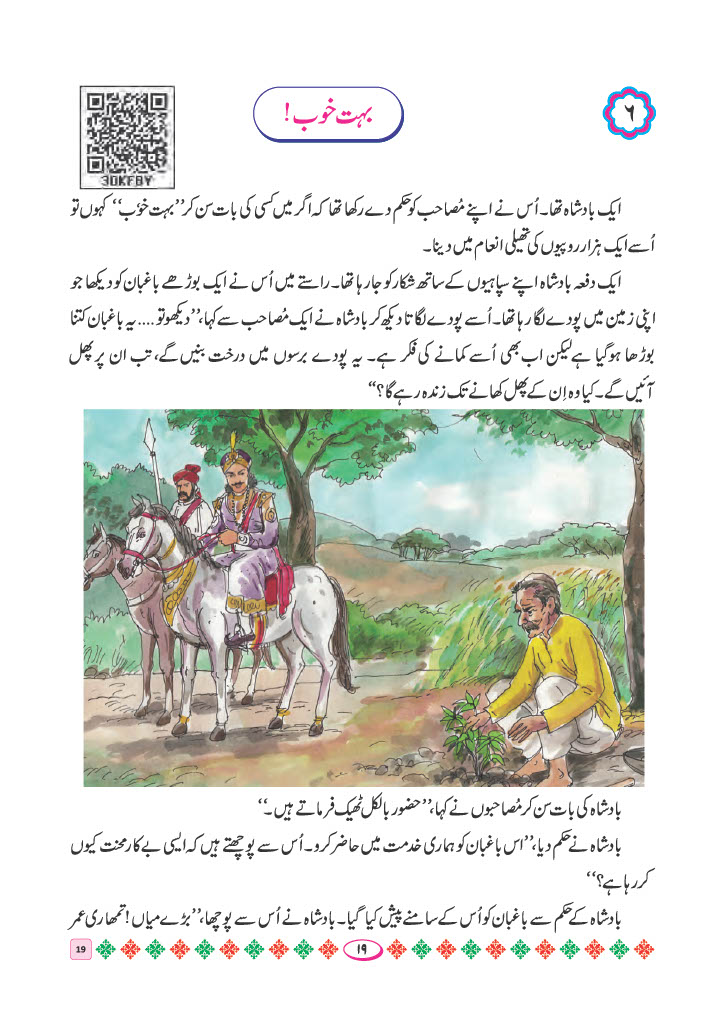 ۶
بہت خوب!
3DKFBY
ایک بادشاہ تھا۔ اُس نے اپنے مُصاحب کو حکم دے رکھا تھا کہ اگر میں کسی کی بات سن کر ’’بہت خوٗب‘‘ کہوں تو
اُسے ایک ہزار روپیوں کی تھیلی انعام میں دینا۔
ایک دفعہ بادشاہ اپنے سپاہیوں کے ساتھ شکار کو جا رہا تھا۔ راستے میں اُس نے ایک بوڑھے باغبان کو دیکھا جو
اپنی زمین میں پودے لگا رہا تھا۔ اُسے پودے لگاتا دیکھ کر بادشاہ نے ایک مُصاحب سے کہا، ’’دیکھو تو .... یہ باغبان کتنا
بوڑھا ہوگیا ہے لیکن اب بھی اُسے کمانے کی فکر ہے۔ یہ پودے برسوں میں درخت بنیں گے، تب ان پر پھل
آئیں گے۔ کیا وہ اِن کے پھل کھانے تک زندہ رہے گا؟‘‘
بادشاہ کی بات سن کر مُصاحبوں نے کہا، ’’حضور بالکل ٹھیک فرماتے ہیں۔‘‘
بادشاہ نے حکم دیا، ’’اس باغبان کو ہماری خدمت میں حاضر کرو۔ اُس سے پوچھتے ہیں کہ ایسی بے کار محنت کیوں
کر رہا ہے؟‘‘
بادشاہ کے حکم سے باغبان کو اُس کے سامنے پیش کیا گیا۔ بادشاہ نے اُس سے پوچھا، ’’بڑے میاں! تمھاری عمر
۱۹
19